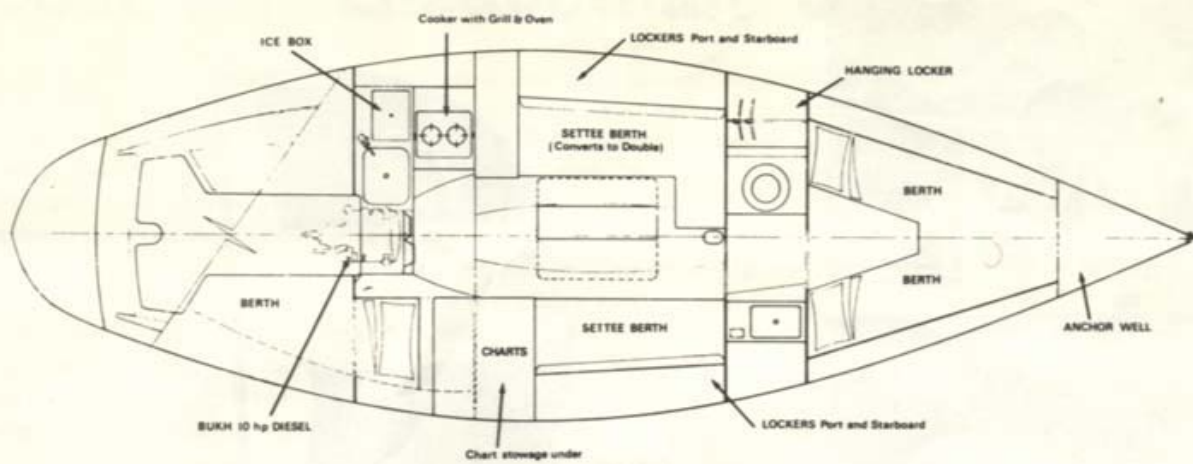 Cooker with Grill & Oven
ICE BOX
LOCKERS Port and Starboard
HANGING LOCKER
SETTEE BERTH
(Converts to Double)
BERTH
BERTH
BERTH
SETTEE BERTH
ANCHOR WELL
CHARTS
BUKH 10 hp DIESEL
LOCKERS Port and Starboard
Chart stowage under